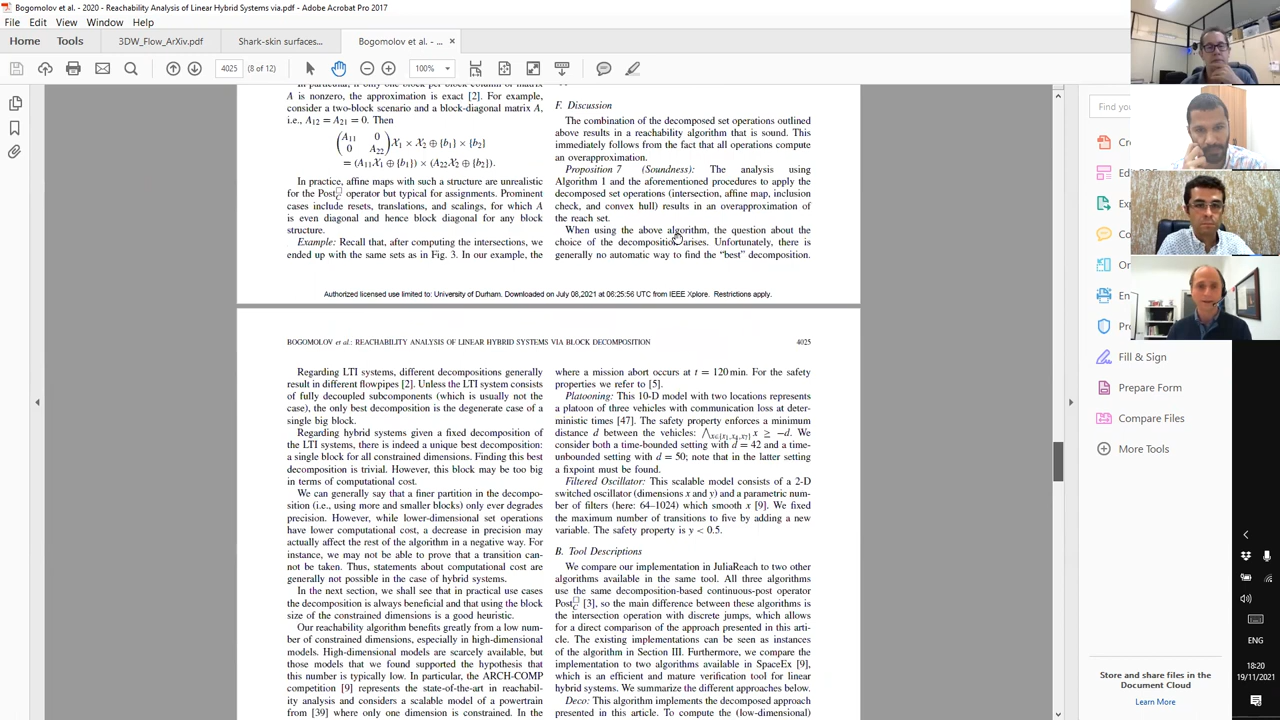 Bogomolov et al. - 2020 - Reachability Analysis of Linear Hybrid Systems via.pdf - Adobe Acrobat Pro 2017
File Edit View Window Help
Home Tools 3DW_Flow_ArXiv.pdf Shark-skin surfaces... Bogomolov et al. - ... ×
4025 (8 of 12) 100%
A is nonzero, the approximation is exact [2]. For example,
consider a two-block scenario and a block-diagonal matrix A,
i.e., A12 = A21 = 0. Then
(A11 0
0 A22) X1 × X2 ⊕ {b1} × {b2}
= (A11X1 ⊕ {b1}) × (A22X2 ⊕ {b2}).
In practice, affine maps with such a structure are unrealistic
for the Post□C operator but typical for assignments. Prominent
cases include resets, translations, and scalings, for which A
is even diagonal and hence block diagonal for any block
structure.
Example: Recall that, after computing the intersections, we
ended up with the same sets as in Fig. 3. In our example, the
F. Discussion
The combination of the decomposed set operations outlined
above results in a reachability algorithm that is sound. This
immediately follows from the fact that all operations compute
an overapproximation.
Proposition 7 (Soundness): The analysis using
Algorithm 1 and the aforementioned procedures to apply the
decomposed set operations (intersection, affine map, inclusion
check, and convex hull) results in an overapproximation of
the reach set.
When using the above algorithm, the question about the
choice of the decomposition arises. Unfortunately, there is
generally no automatic way to find the “best” decomposition.
Authorized licensed use limited to: University of Durham. Downloaded on July 08,2021 at 06:25:56 UTC from IEEE Xplore. Restrictions apply.
BOGOMOLOV et al.: REACHABILITY ANALYSIS OF LINEAR HYBRID SYSTEMS VIA BLOCK DECOMPOSITION 4025
Regarding LTI systems, different decompositions generally
result in different flowpipes [2]. Unless the LTI system consists
of fully decoupled subcomponents (which is usually not the
case), the only best decomposition is the degenerate case of a
single big block.
Regarding hybrid systems given a fixed decomposition of
the LTI systems, there is indeed a unique best decomposition:
a single block for all constrained dimensions. Finding this best
decomposition is trivial. However, this block may be too big
in terms of computational cost.
We can generally say that a finer partition in the decompo-
sition (i.e., using more and smaller blocks) only ever degrades
precision. However, while lower-dimensional set operations
have lower computational cost, a decrease in precision may
actually affect the rest of the algorithm in a negative way. For
instance, we may not be able to prove that a transition can-
not be taken. Thus, statements about computational cost are
generally not possible in the case of hybrid systems.
In the next section, we shall see that in practical use cases
the decomposition is always beneficial and that using the block
size of the constrained dimensions is a good heuristic.
Our reachability algorithm benefits greatly from a low num-
ber of constrained dimensions, especially in high-dimensional
models. High-dimensional models are scarcely available, but
those models that we found supported the hypothesis that
this number is typically low. In particular, the ARCH-COMP
competition [9] represents the state-of-the-art in reachabil-
ity analysis and considers a scalable model of a powertrain
from [39] where only one dimension is constrained. In the
where a mission abort occurs at t = 120 min. For the safety
properties we refer to [5].
Platooning: This 10-D model with two locations represents
a platoon of three vehicles with communication loss at deter-
ministic times [47]. The safety property enforces a minimum
distance d between the vehicles: ⋀x∈{x1,x4,x7} x ≥ −d. We
consider both a time-bounded setting with d = 42 and a time-
unbounded setting with d = 50; note that in the latter setting
a fixpoint must be found.
Filtered Oscillator: This scalable model consists of a 2-D
switched oscillator (dimensions x and y) and a parametric num-
ber of filters (here: 64–1024) which smooth x [9]. We fixed
the maximum number of transitions to five by adding a new
variable. The safety property is y < 0.5.
B. Tool Descriptions
We compare our implementation in JuliaReach to two other
algorithms available in the same tool. All three algorithms
use the same decomposition-based continuous-post operator
Post□C [3], so the main difference between these algorithms is
the intersection operation with discrete jumps, which allows
for a direct comparison of the approach presented in this arti-
cle. The existing implementations can be seen as instances
of the algorithm in Section III. Furthermore, we compare the
implementation to two algorithms available in SpaceEx [9],
which is an efficient and mature verification tool for linear
hybrid systems. We summarize the different approaches below.
Deco: This algorithm implements the decomposed approach
presented in this article. To compute the (low-dimensional)
Fill & Sign
Prepare Form
Compare Files
More Tools
Store and share files in the
Document Cloud
Learn More
ENG
18:20
19/11/2021